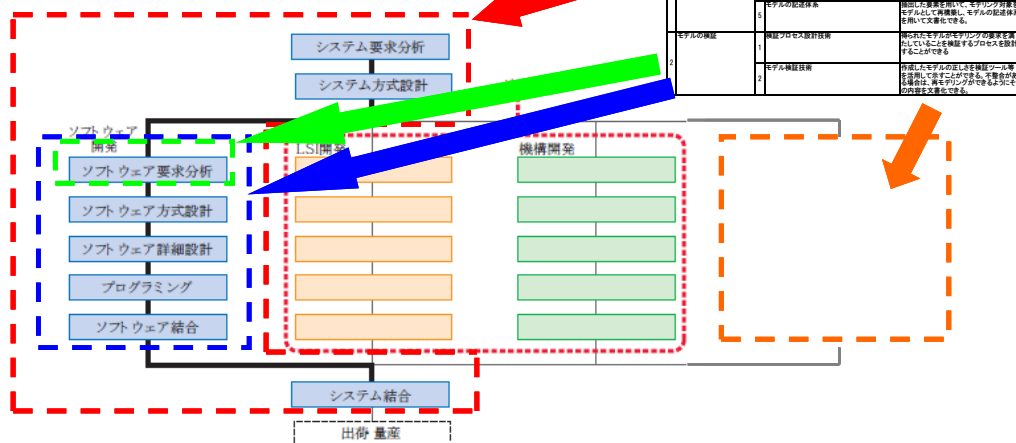 モデルの記述体系
5
抽出した要素を用いて、モデリング対象を
モデルとして再構築し、モデルの記述体系
を用いて文書化できる。
モデルの検証
2
1
検証プロセス設計技術
得られたモデルがモデリングの要求を満
たしていることを検証するプロセスを設計
することができる
2
モデル検証技術
作成したモデルの正しさを検証ツール等
を活用して示すことができる。不整合があ
る場合は、再モデリングができるようにそ
の内容を文書化できる。
システム要求分析
システム方式設計
ソフトウェア
開発
LSI開発
機構開発
ソフトウェア要求分析
ソフトウェア方式設計
ソフトウェア詳細設計
プログラミング
ソフトウェア結合
システム結合
出荷 量産